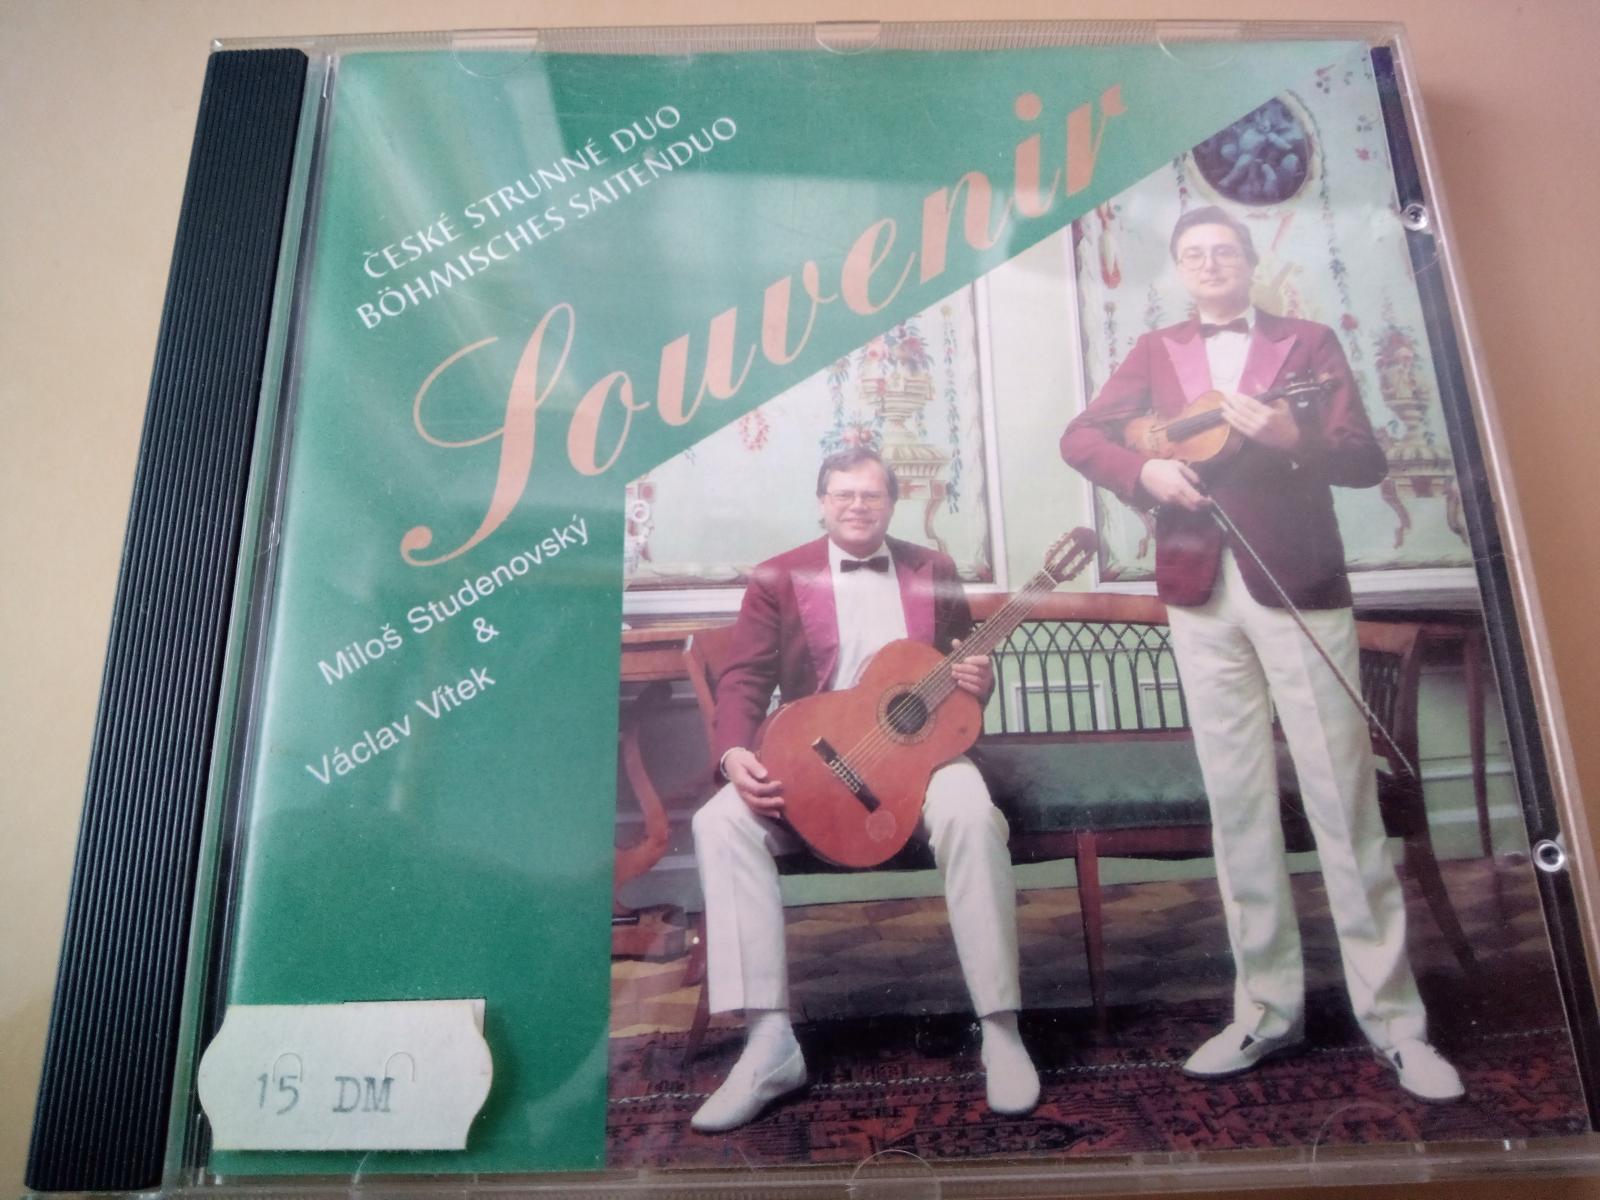 ČESKÉ STRUNNÉ DUO
BÖHMISCHES SAITENDUO
Souvenir
Miloš Studenovský
&
Václav Vítek
15 DM